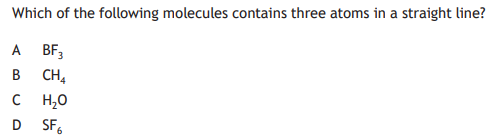 Which of the following molecules contains three atoms in a straight line?
A BF₃
B CH₄
C H₂O
D SF₆